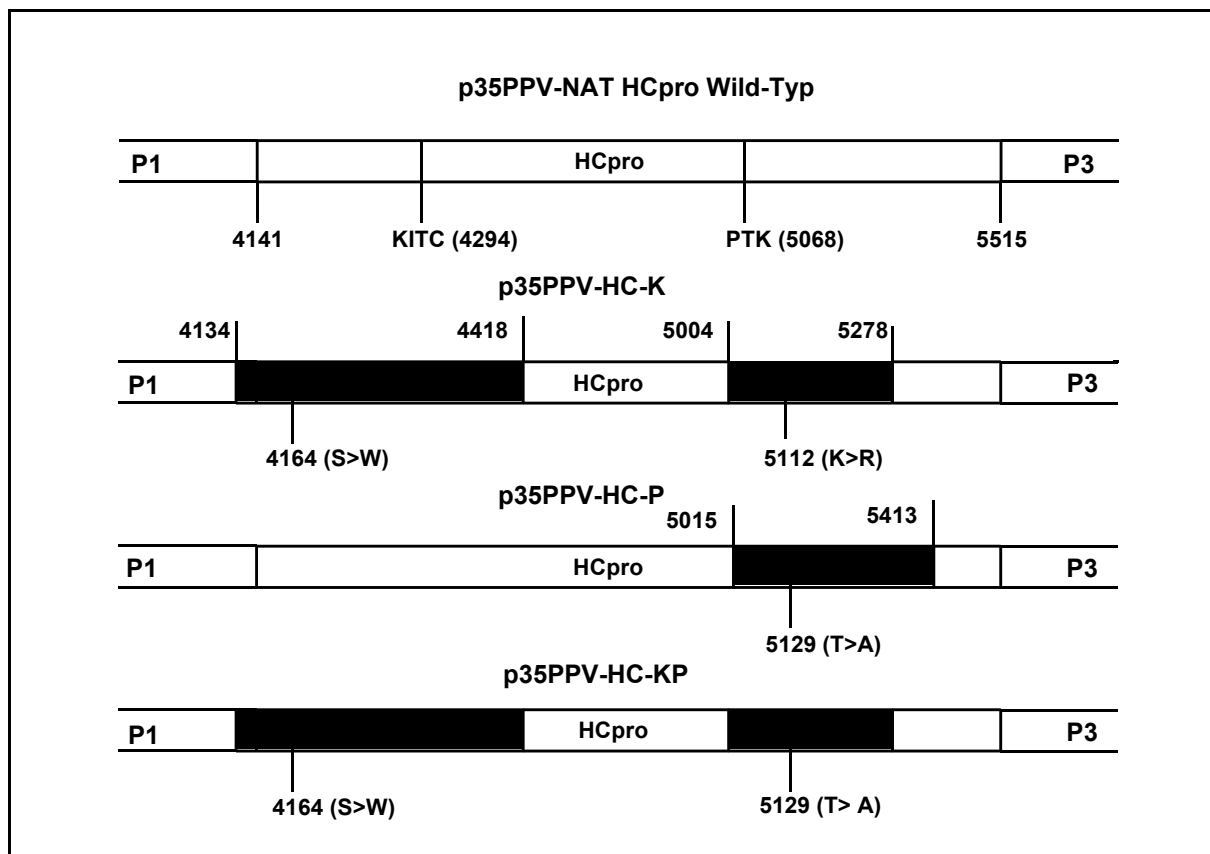 p35PPV-NAT HCpro Wild-Typ
P1 HCpro P3
4141 KITC (4294) PTK (5068) 5515
p35PPV-HC-K
4134 4418 5004 5278
P1 HCpro P3
4164 (S>W) 5112 (K>R)
p35PPV-HC-P
5015 5413
P1 HCpro P3
5129 (T>A)
p35PPV-HC-KP
P1 HCpro P3
4164 (S>W) 5129 (T> A)